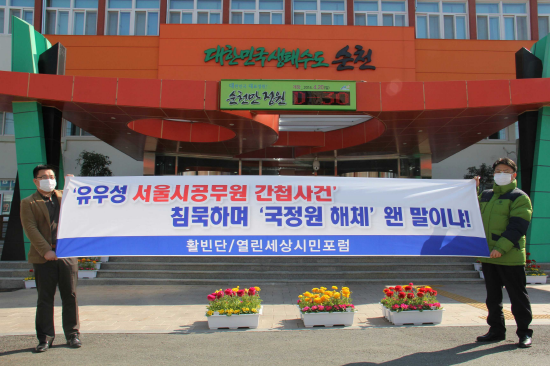 대한민국생태수도 순천
순천만정원
'유우성 서울시공무원 간첩사건'
침묵하며 '국정원 해체' 왠 말이냐!
활빈단/열린세상시민포럼